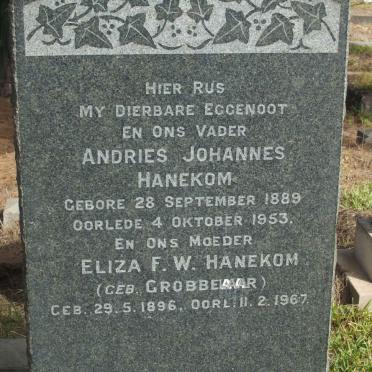 HIER RUS
MY DIERBARE EGGENOOT
EN ONS VADER
ANDRIES JOHANNES
HANEKOM
GEBORE 28 SEPTEMBER 1889
OORLEDE 4 OKTOBER 1953.
EN ONS MOEDER
ELIZA F. W. HANEKOM
(GEB. GROBBELAAR)
GEB. 29.5.1896. OORL. 11.2.1967